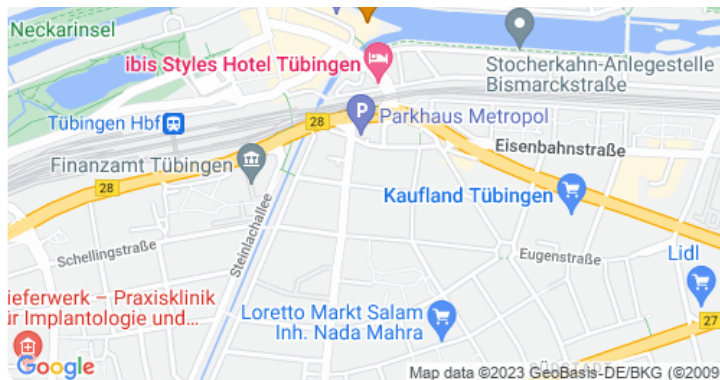 Neckarinsel
ibis Styles Hotel Tübingen
Stocherkahn-Anlegestelle
Bismarckstraße
P
Parkhaus Metropol
Tübingen Hbf
28
Eisenbahnstraße
Finanzamt Tübingen
28
Kaufland Tübingen
Steinlachallee
Schellingstraße
Eugenstraße
Lidl
ieferwerk – Praxisklinik
ür Implantologie und...
Loretto Markt Salam
Inh. Nada Mahra
27
Google
Map data ©2023 GeoBasis-DE/BKG (©2009